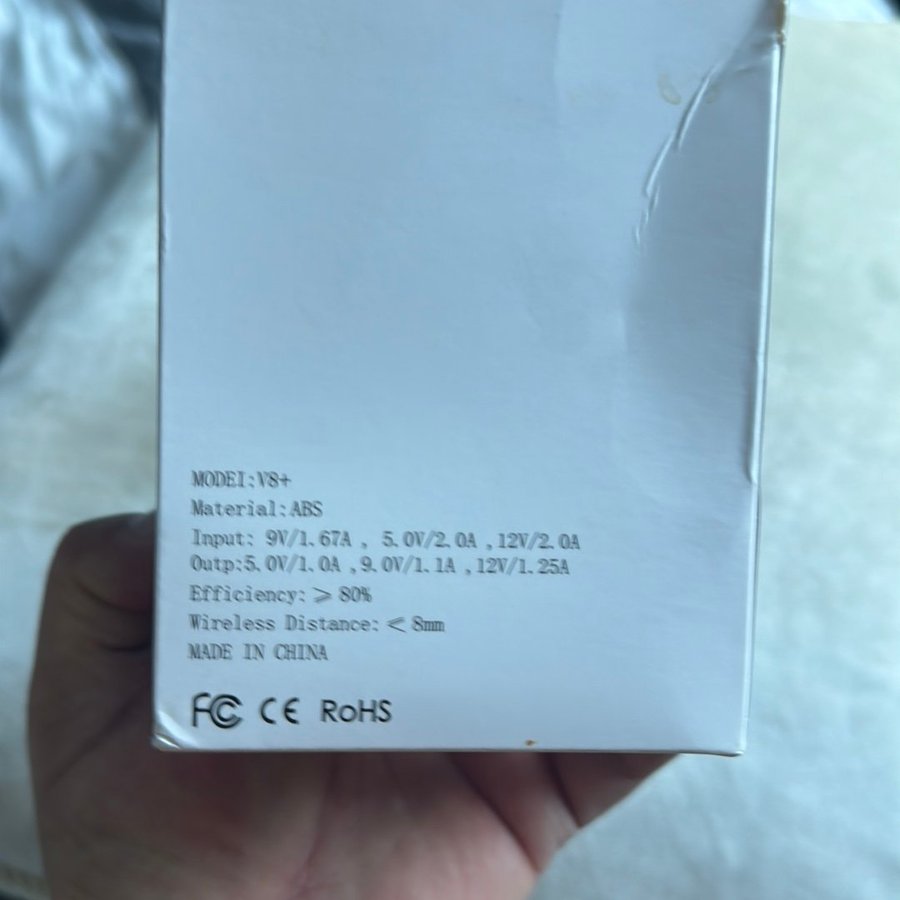 MODEI:V8+
Material:ABS
Input: 9V/1.67A , 5.0V/2.0A ,12V/2.0A
Outp:5.0V/1.0A ,9.0V/1.1A ,12V/1.25A
Efficiency: ⩾ 80%
Wireless Distance: ⩽ 8mm
MADE IN CHINA
FC CE RoHS